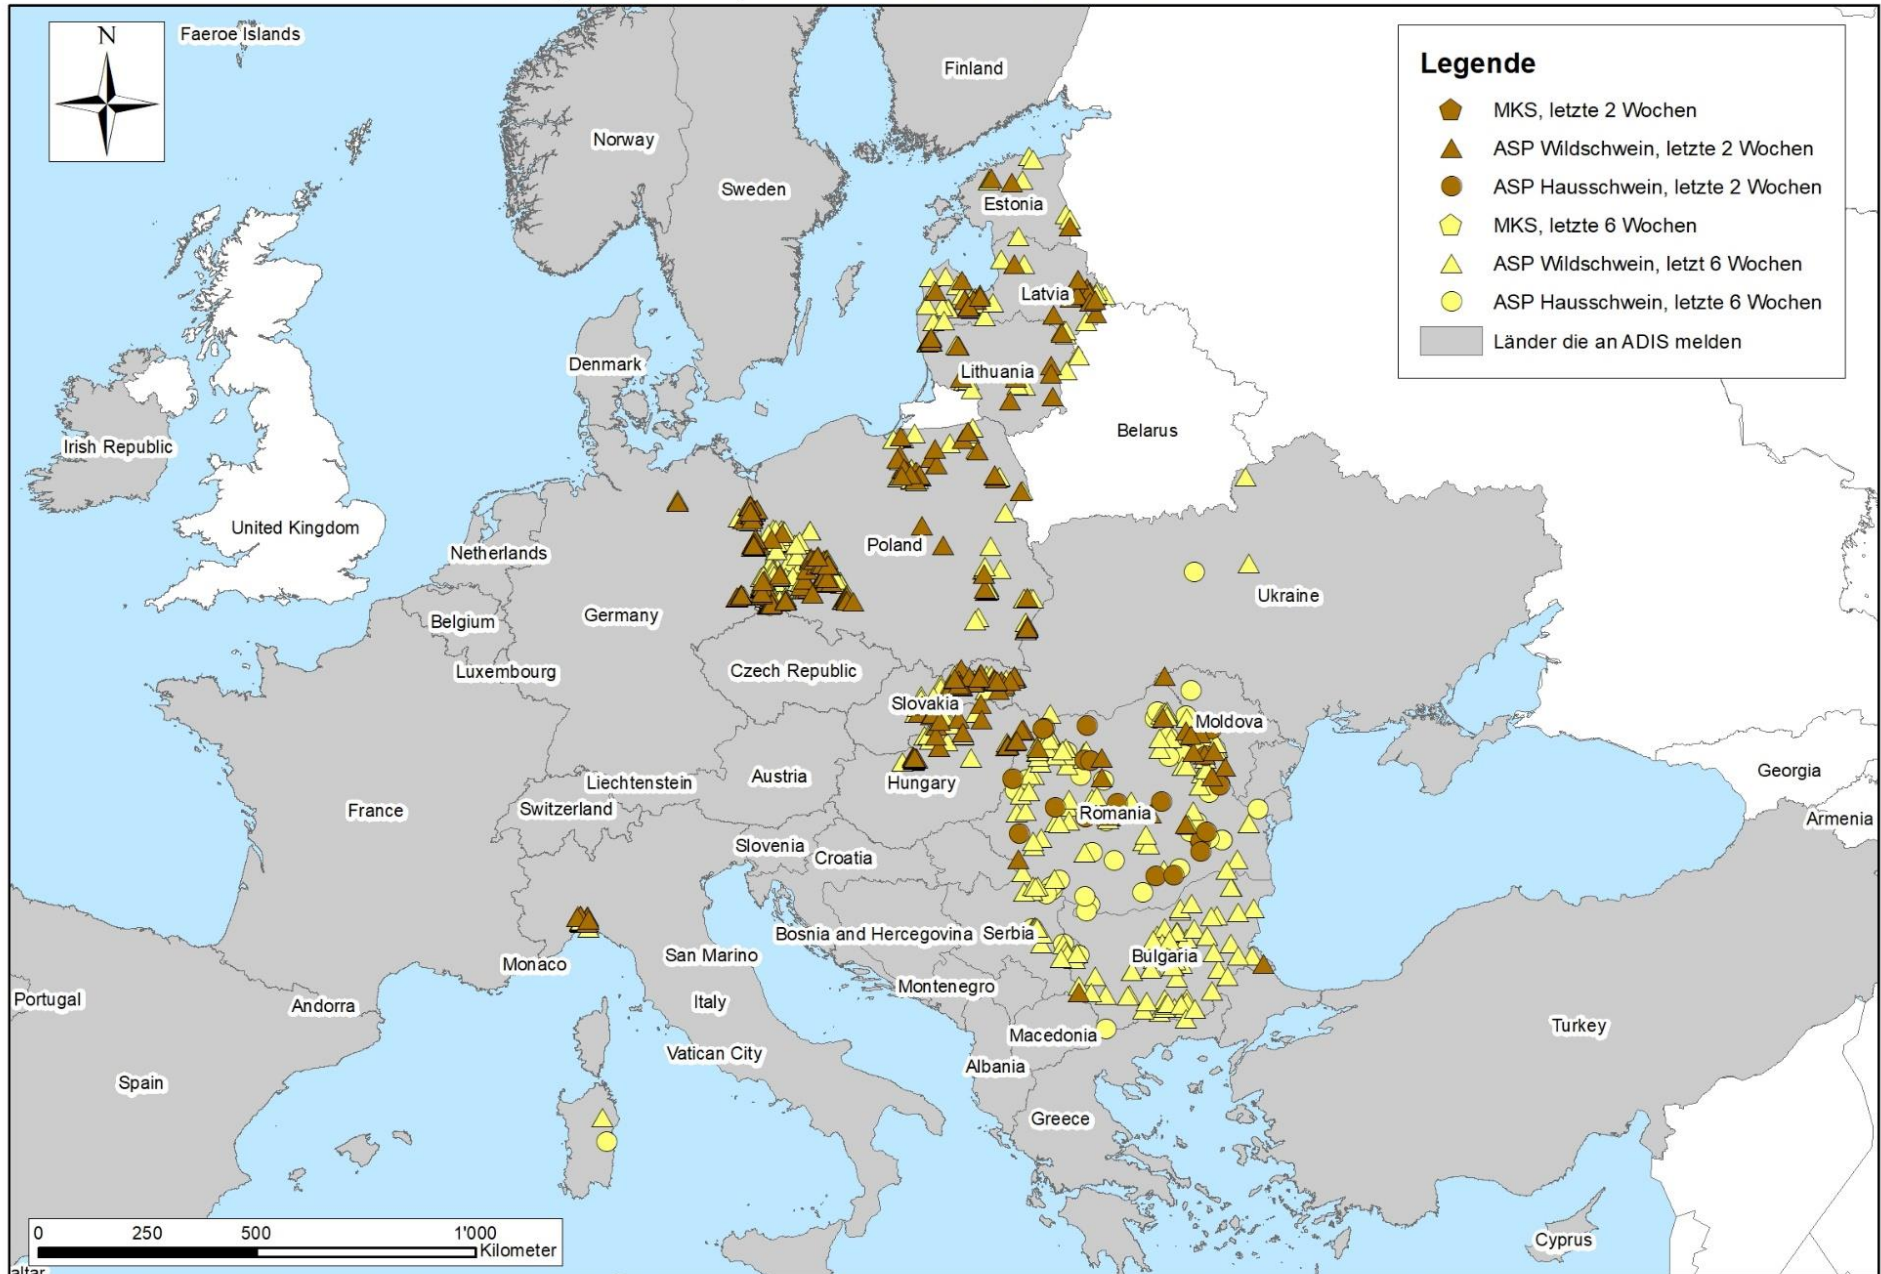 N
Faeroe Islands
Finland
Norway
Sweden
Estonia
Latvia
Denmark
Lithuania
Irish Republic
Belarus
United Kingdom
Netherlands
Poland
Ukraine
Germany
Belgium
Luxembourg
Czech Republic
Slovakia
Moldova
Austria
Hungary
Liechtenstein
Switzerland
France
Romania
Georgia
Armenia
Slovenia
Croatia
Bosnia and Hercegovina
Serbia
San Marino
Bulgaria
Monaco
Montenegro
Portugal
Andorra
Italy
Macedonia
Turkey
Vatican City
Albania
Spain
Greece
Cyprus
Legende
MKS, letzte 2 Wochen
ASP Wildschwein, letzte 2 Wochen
ASP Hausschwein, letzte 2 Wochen
MKS, letzte 6 Wochen
ASP Wildschwein, letzt 6 Wochen
ASP Hausschwein, letzte 6 Wochen
Länder die an ADIS melden
0 250 500 1000
Kilometer
altar